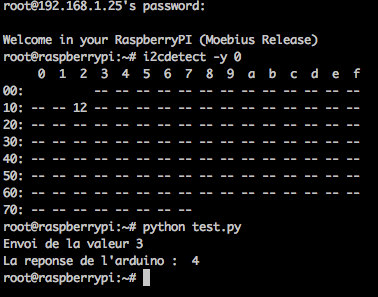 root@192.168.1.25's password:
Welcome in your RaspberryPI (Moebius Release)
root@raspberrypi:~# i2cdetect -y 0
     0  1  2  3  4  5  6  7  8  9  a  b  c  d  e  f
00:          -- -- -- -- -- -- -- -- -- -- -- -- --
10: -- -- 12 -- -- -- -- -- -- -- -- -- -- -- -- --
20: -- -- -- -- -- -- -- -- -- -- -- -- -- -- -- --
30: -- -- -- -- -- -- -- -- -- -- -- -- -- -- -- --
40: -- -- -- -- -- -- -- -- -- -- -- -- -- -- -- --
50: -- -- -- -- -- -- -- -- -- -- -- -- -- -- -- --
60: -- -- -- -- -- -- -- -- -- -- -- -- -- -- -- --
70: -- -- -- -- -- -- -- --
root@raspberrypi:~# python test.py
Envoi de la valeur 3
La reponse de l'arduino :  4
root@raspberrypi:~#